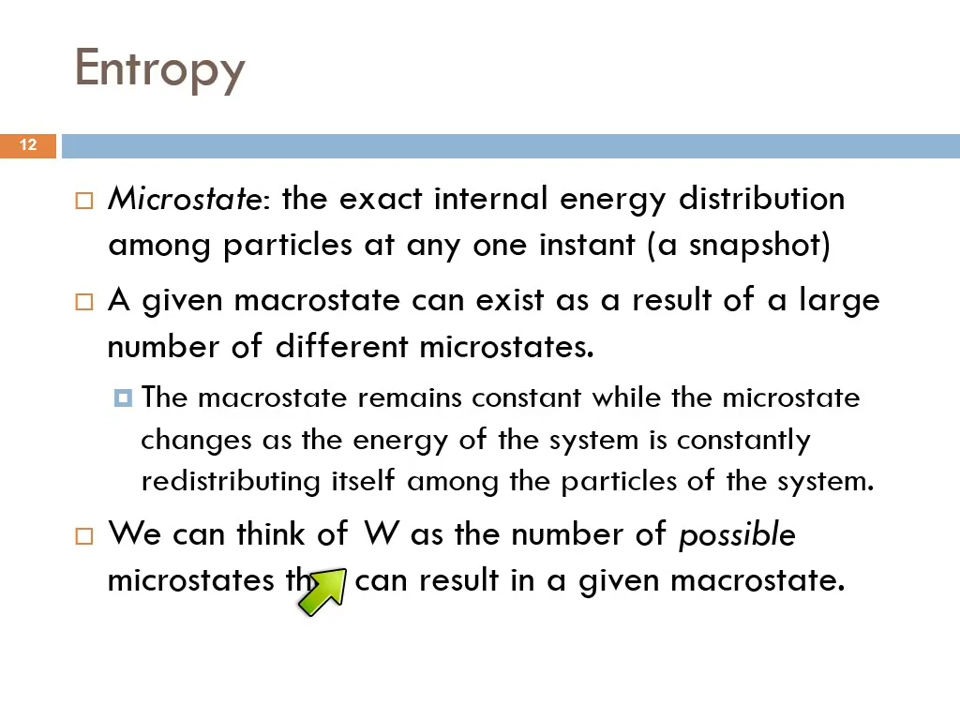 Entropy
12
Microstate: the exact internal energy distribution
among particles at any one instant (a snapshot)
A given macrostate can exist as a result of a large
number of different microstates.
The macrostate remains constant while the microstate
changes as the energy of the system is constantly
redistributing itself among the particles of the system.
We can think of W as the number of possible
microstates can result in a given macrostate.